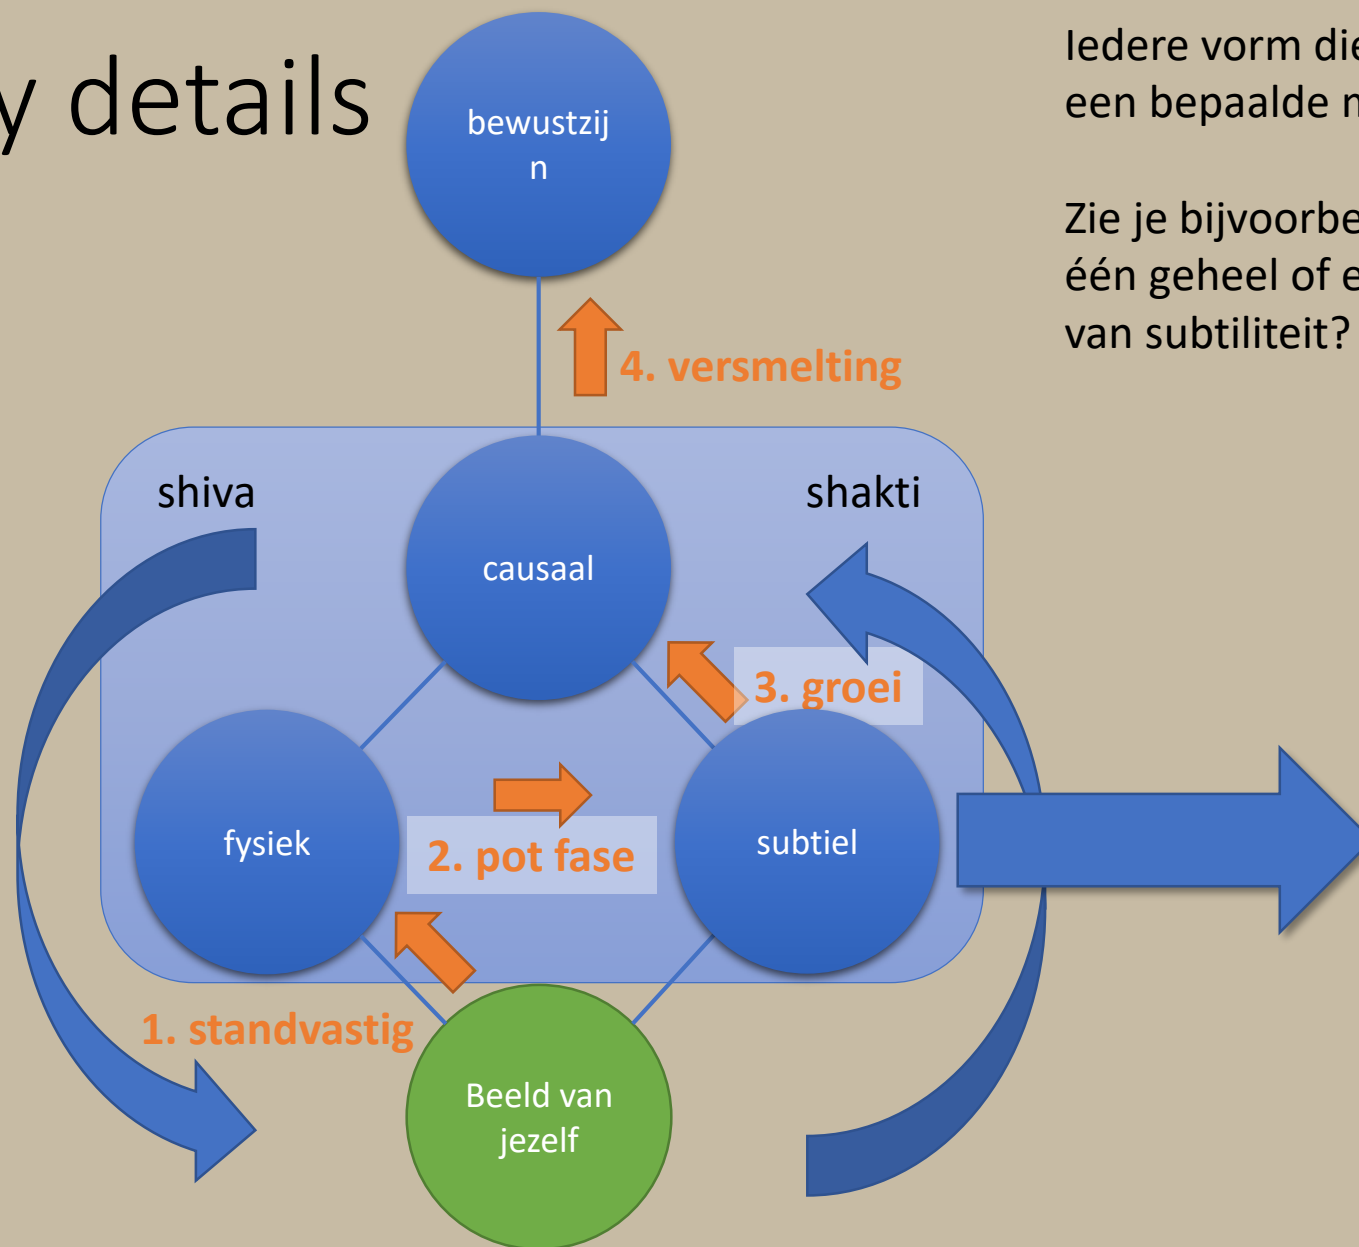 y details
Iedere vorm die
een bepaalde
Zie je bijvoorbe
één geheel of e
van subtiliteit?
bewustzij
n
4. versmelting
shiva
shakti
causaal
3. groei
fysiek
2. pot fase
subtiel
1. standvastig
Beeld van
jezelf